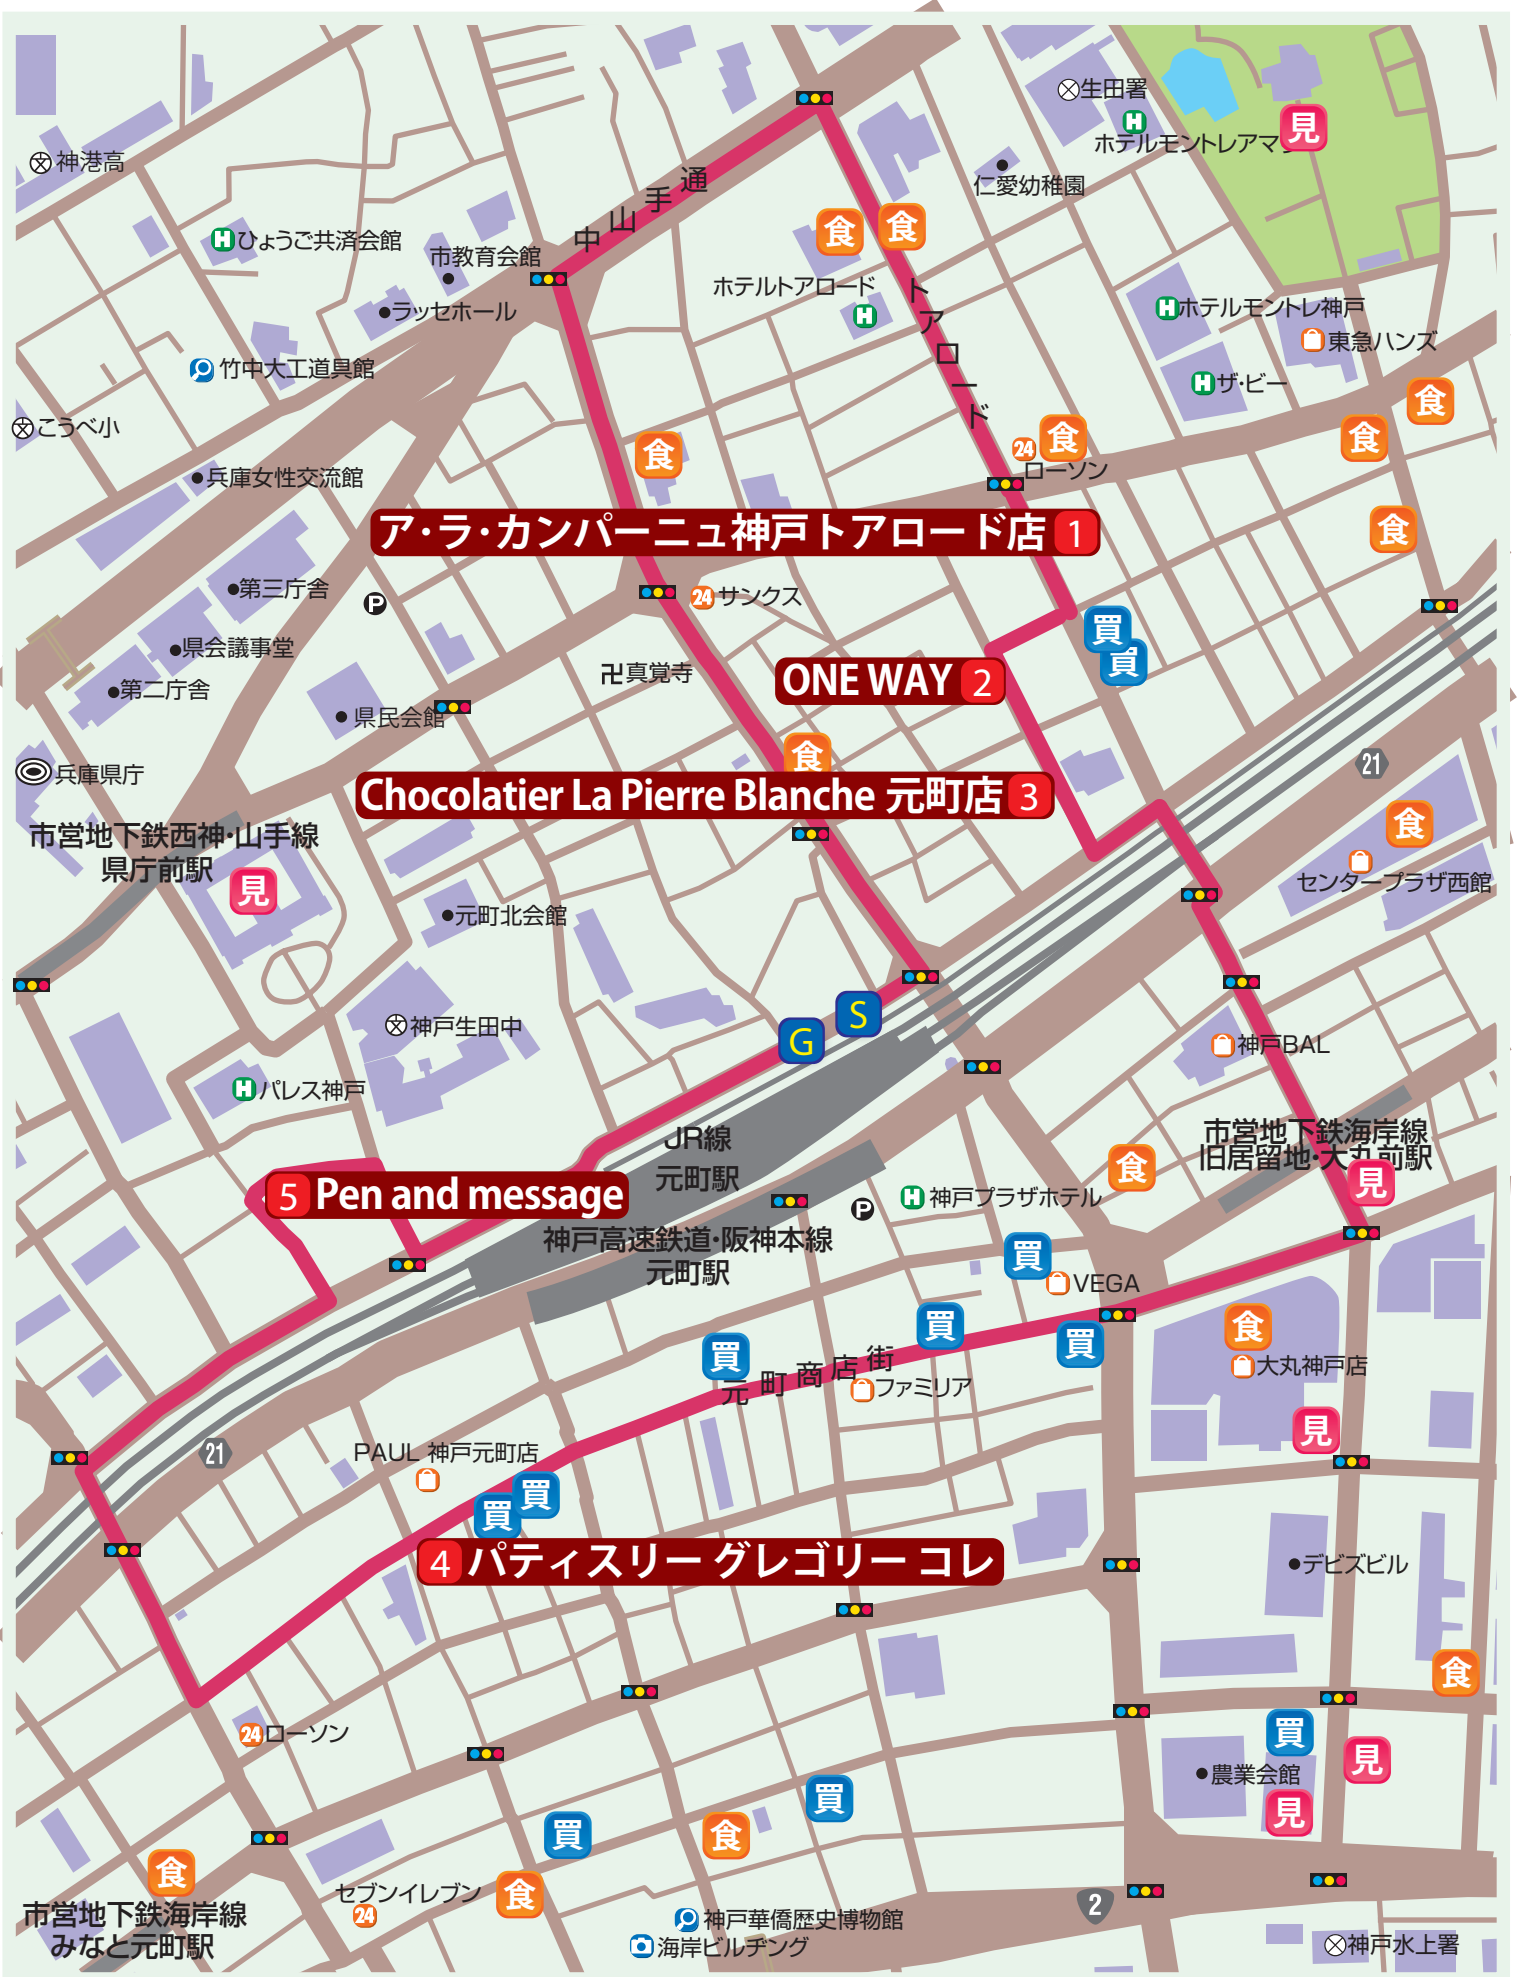 生田署
ホテルモントレアマ
見
神港高
仁愛幼稚園
中山手通
食
食
ひょうご共済会館
市教育会館
ホテルトアロード
トアロード
ラッセホール
ホテルモントレ神戸
東急ハンズ
竹中大工道具館
ザ・ビー
食
こうべ小
食
食
食
24
ローソン
兵庫女性交流館
ア・ラ・カンパーニュ神戸トアロード店 1
食
第三庁舎
P
24 サンクス
買
買
県会議事堂
真覚寺
ONE WAY 2
第二庁舎
県民会館
食
兵庫県庁
21
Chocolatier La Pierre Blanche 元町店 3
市営地下鉄西神・山手線
県庁前駅
食
見
センタープラザ西館
元町北会館
神戸生田中
S
G
神戸BAL
パレス神戸
JR線
元町駅
市営地下鉄海岸線
旧居留地・大丸前駅
食
見
5 Pen and message
P
神戸プラザホテル
神戸高速鉄道・阪神本線
元町駅
買
VEGA
買
買
食
買
元町商店街
大丸神戸店
ファミリア
見
21
PAUL 神戸元町店
買
買
4 パティスリー グレゴリー コレ
デビズビル
食
24 ローソン
買
見
農業会館
買
見
買
食
食
セブンイレブン
24
食
2
市営地下鉄海岸線
みなと元町駅
神戸華僑歴史博物館
海岸ビルヂング
神戸水上署